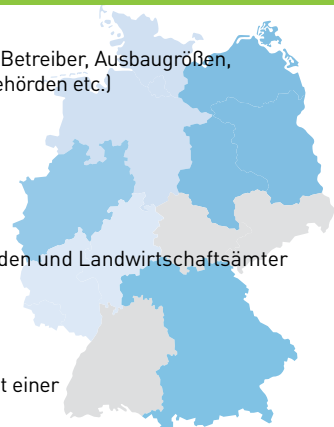 Betreiber, Ausbaugrößen,
ehörden etc.)
den und Landwirtschaftsämter
t einer